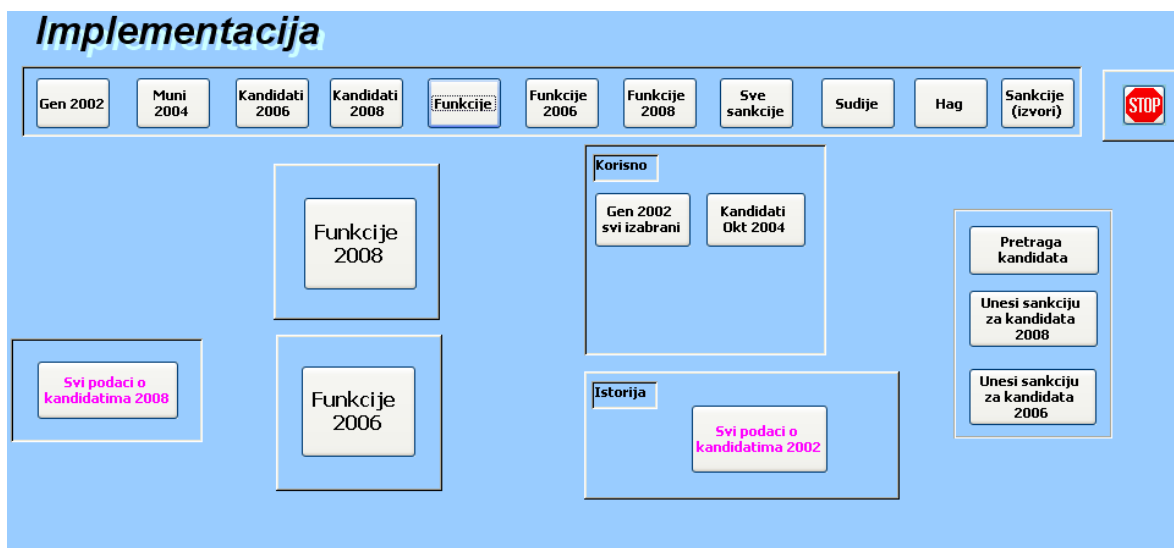 Implementacija
Gen 2002
Muni
2004
Kandidati
2006
Kandidati
2008
Funkcije
Funkcije
2006
Funkcije
2008
Sve
sankcije
Sudije
Hag
Sankcije
(izvori)
STOP
Funkcije
2008
Korisno
Gen 2002
svi izabrani
Kandidati
Okt 2004
Pretraga
kandidata
Unesi sankciju
za kandidata
2008
Unesi sankciju
za kandidata
2006
Svi podaci o
kandidatima 2008
Funkcije
2006
Istorija
Svi podaci o
kandidatima 2002